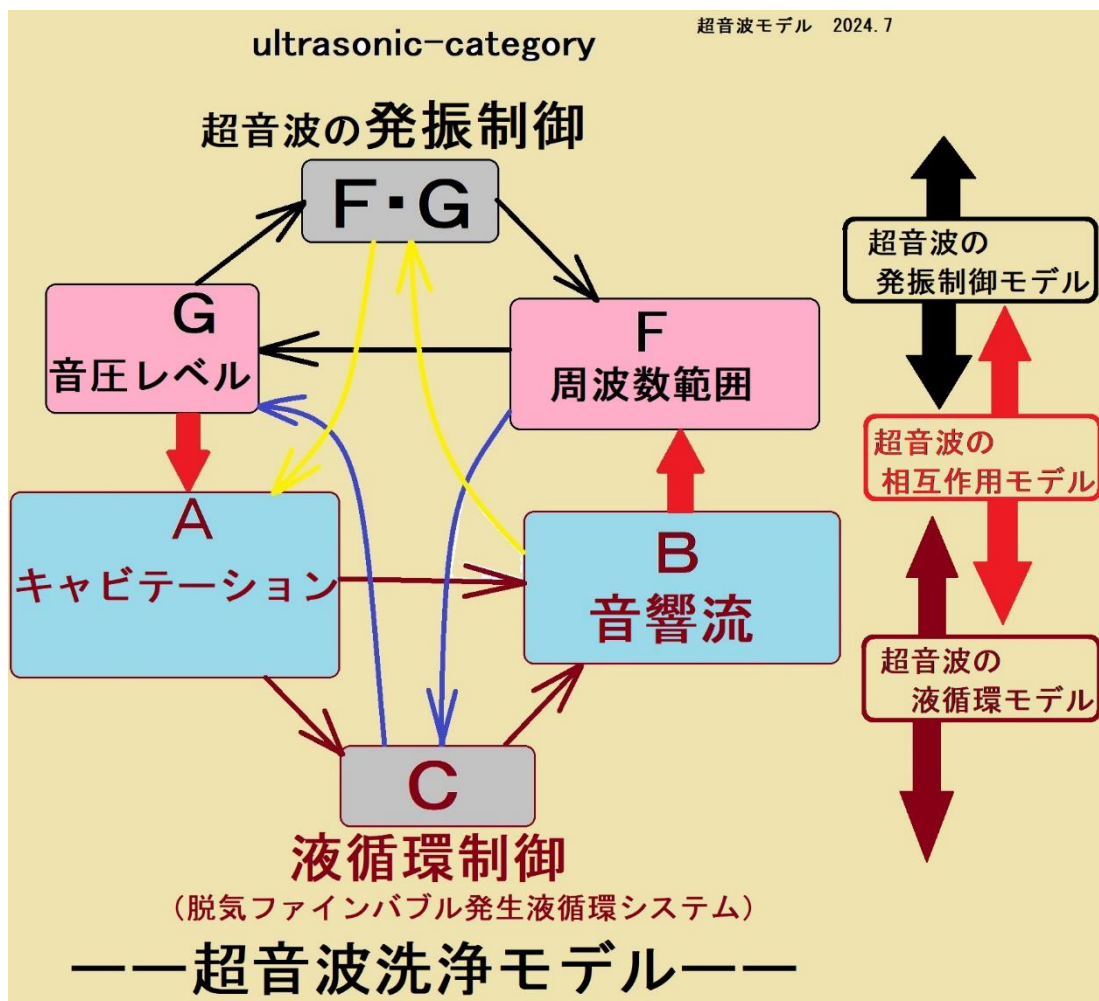 超音波モデル　2024.7
ultrasonic-category
超音波の発振制御
F・G
G
音圧レベル
F
周波数範囲
A
キャビテーション
B
音響流
C
液循環制御
（脱気ファインバブル発生液循環システム）
――超音波洗浄モデル――
超音波の
発振制御モデル
超音波の
相互作用モデル
超音波の
液循環モデル